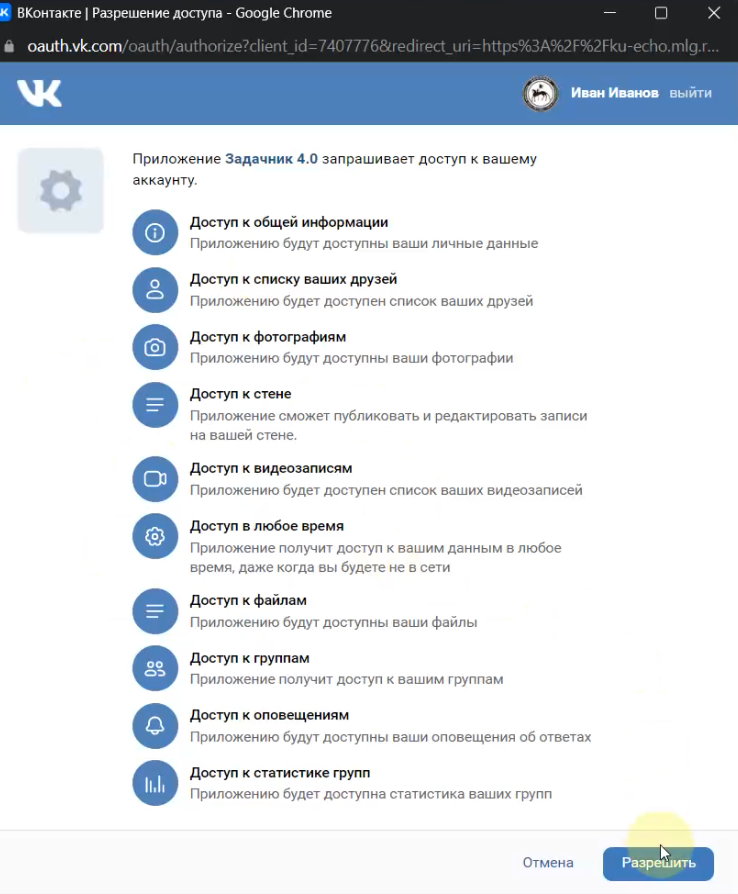 ВКонтакте | Разрешение доступа - Google Chrome
oauth.vk.com/oauth/authorize?client_id=7407776&redirect_uri=https%3A%2F%2Fku-echo.mlg.r...
Иван Иванов выйти
Приложение Задачник 4.0 запрашивает доступ к вашему
аккаунту.
Доступ к общей информации
Приложению будут доступны ваши личные данные
Доступ к списку ваших друзей
Приложению будет доступен список ваших друзей
Доступ к фотографиям
Приложению будут доступны ваши фотографии
Доступ к стене
Приложение сможет публиковать и редактировать записи
на вашей стене.
Доступ к видеозаписям
Приложению будет доступен список ваших видеозаписей
Доступ в любое время
Приложение получит доступ к вашим данным в любое
время, даже когда вы будете не в сети
Доступ к файлам
Приложению будут доступны ваши файлы
Доступ к группам
Приложение получит доступ к вашим группам
Доступ к оповещениям
Приложению будут доступны ваши оповещения об ответах
Доступ к статистике групп
Приложению будет доступна статистика ваших групп
Отмена Разрешить